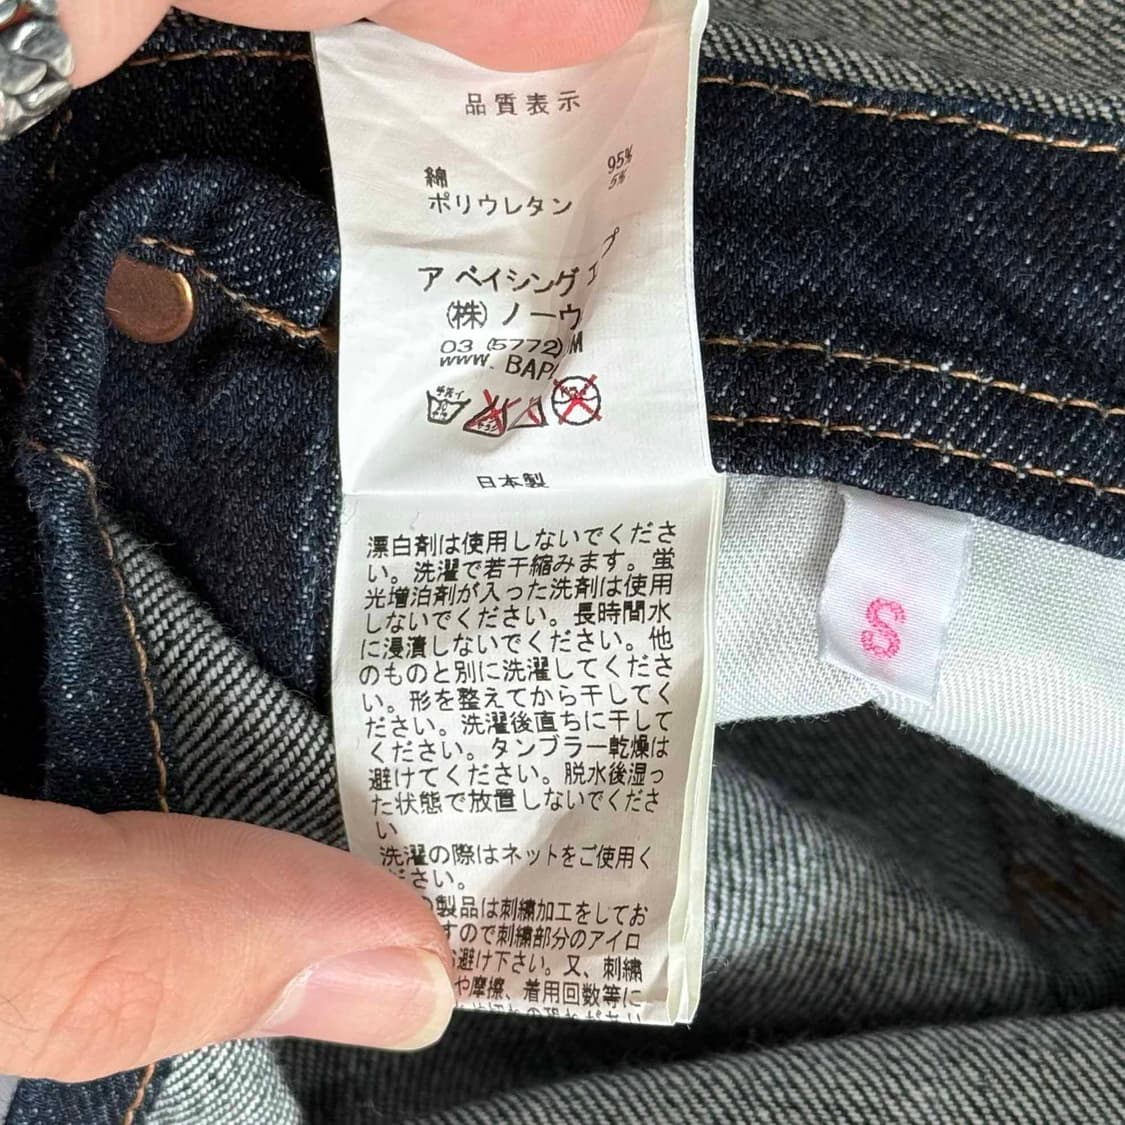 品質表示
綿 95%
ポリウレタン 5%
ア ベイシング エプ
(株) ノーウ
03 (5772)
www. BAP
手洗イ
日本製
漂白剤は使用しないでくださ
い。洗濯で若干縮みます。蛍
光増泊剤が入った洗剤は使用
しないでください。長時間水
に浸漬しないでください。他
のものと別に洗濯してくださ
い。形を整えてから干してく
ださい。洗濯後直ちに干して
ください。タンブラー乾燥は
避けてください。脱水後湿っ
た状態で放置しないでくださ
い
洗濯の際はネットをご使用く
ださい。
の製品は刺繍加工をしてお
すので刺繍部分のアイロ
避け下さい。又、刺繍
や摩擦、着用回数等に
S